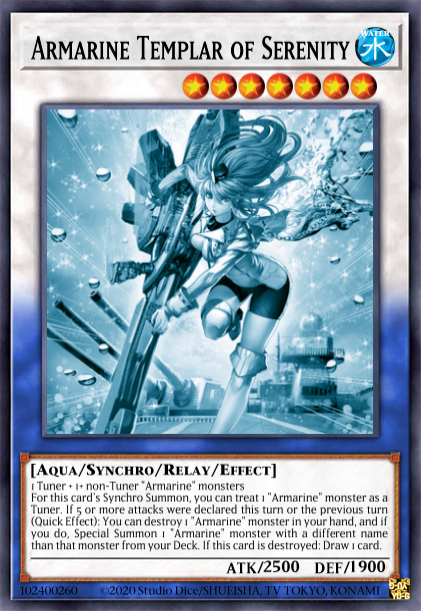 ARMARINE TEMPLAR OF SERENITY
WATER
水
[AQUA/SYNCHRO/RELAY/EFFECT]
1 Tuner + 1+ non-Tuner "Armarine" monsters
For this card's Synchro Summon, you can treat 1 "Armarine" monster as a
Tuner. If 5 or more attacks were declared this turn or the previous turn
(Quick Effect): You can destroy 1 "Armarine" monster in your hand, and if
you do, Special Summon 1 "Armarine" monster with a different name
than that monster from your Deck. If this card is destroyed: Draw 1 card.
ATK/2500 DEF/1900
102400260 ©2020 Studio Dice/SHUEISHA, TV TOKYO, KONAMI